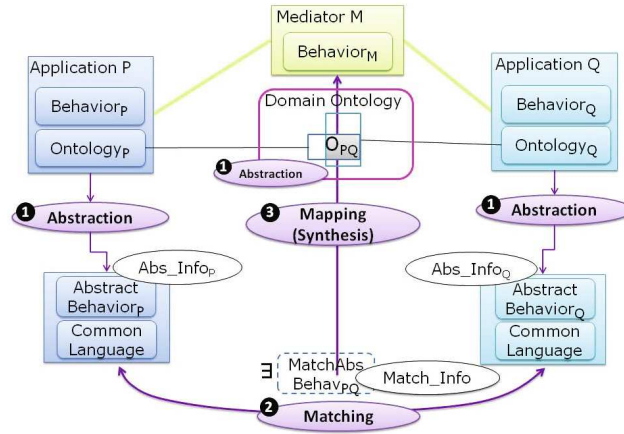 Mediator M
Behavior_M
Application P
Behavior_P
Ontology_P
Domain Ontology
O_PQ
1 Abstraction
Application Q
Behavior_Q
Ontology_Q
1 Abstraction
3 Mapping
(Synthesis)
1 Abstraction
Abs_Info_P
Abstract
Behavior_P
Common
Language
Abs_Info_Q
Abstract
Behavior_Q
Common
Language
∃
MatchAbs
Behav_PQ
Match_Info
2 Matching